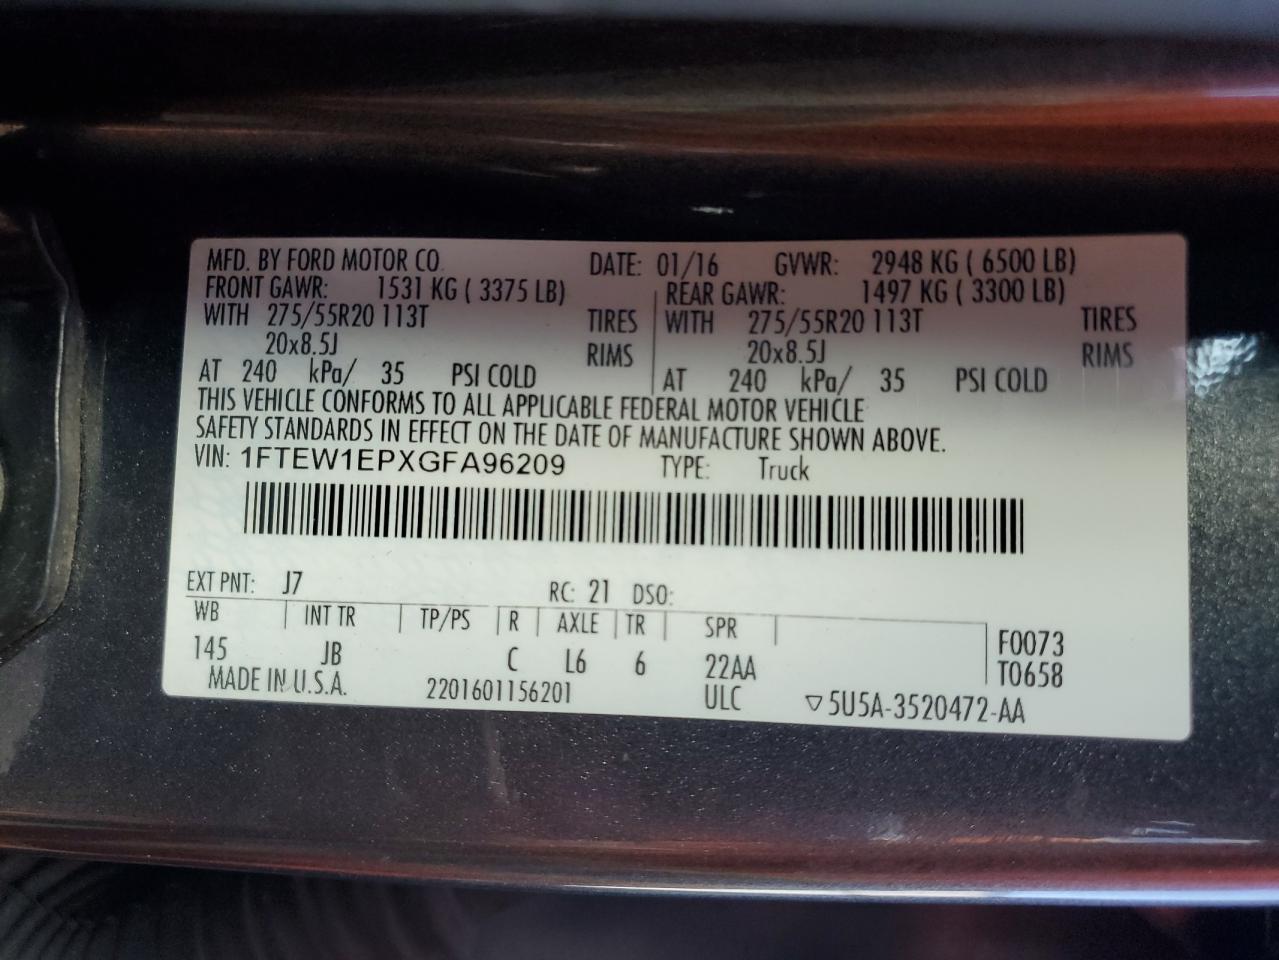 MFD. BY FORD MOTOR CO. DATE: 01/16 GVWR: 2948 KG ( 6500 LB)
FRONT GAWR: 1531 KG ( 3375 LB) REAR GAWR: 1497 KG ( 3300 LB)
WITH 275/55R20 113T TIRES WITH 275/55R20 113T TIRES
20x8.5J RIMS 20x8.5J RIMS
AT 240 kPa/ 35 PSI COLD AT 240 kPa/ 35 PSI COLD
THIS VEHICLE CONFORMS TO ALL APPLICABLE FEDERAL MOTOR VEHICLE
SAFETY STANDARDS IN EFFECT ON THE DATE OF MANUFACTURE SHOWN ABOVE.
VIN: 1FTEW1EPXGFA96209 TYPE: Truck
EXT PNT: J7 RC: 21 DSO:
WB INT TR TP/PS R AXLE TR SPR F0073
145 JB C L6 6 22AA T0658
MADE IN U.S.A. 2201601156201 ULC ▽5U5A-3520472-AA